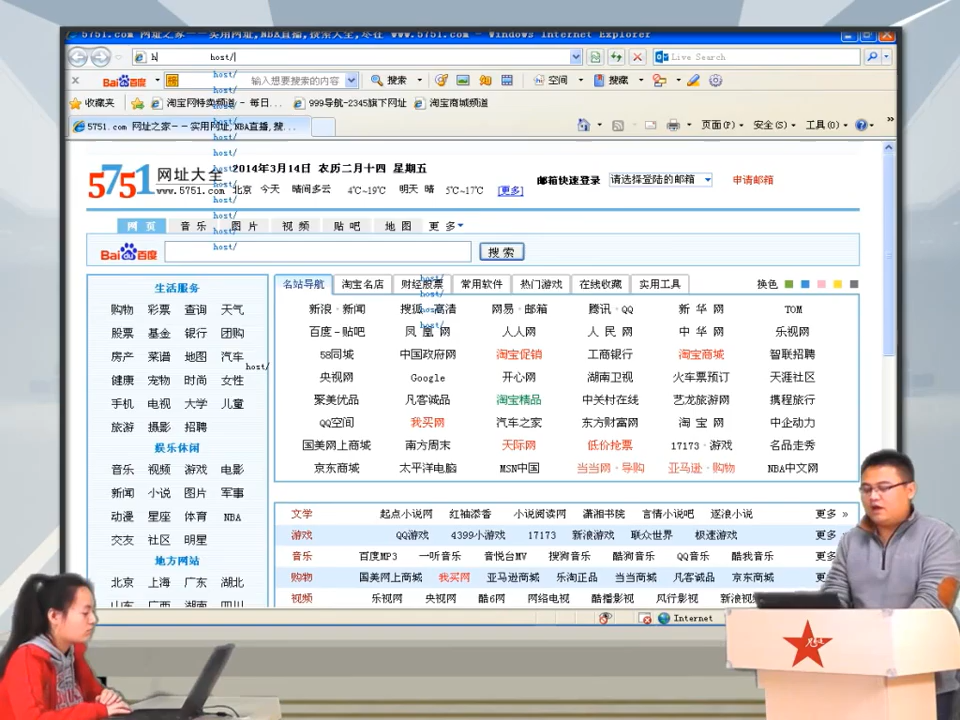 5751.com 网址之家--实用网址,NBA直播,搜索大全,尽在 www.5751.com - Windows Internet Explorer
h host/
Live Search
Bai百度 输入想要搜索的内容 搜索 空间 搜藏
host/
收藏夹 淘宝网特卖频道 - 每日... 999导航-2345旗下网址 淘宝商城频道
host/
host/
5751.com 网址之家--实用网址,NBA直播,搜... 页面(P) 安全(S) 工具(O)
host/
host/
host/
5751 网址大全 2014年3月14日 农历二月十四 星期五
www.5751.com 北京 今天 晴间多云 4℃~19℃ 明天 晴 5℃~17℃ [更多]
邮箱快速登录 请选择登陆的邮箱 申请邮箱
host/
host/
host/
网 页 音 乐 图 片 视 频 贴 吧 地 图 更 多
host/
host/
Bai百度 搜 索
生活服务
购物 彩票 查询 天气
股票 基金 银行 团购
房产 菜谱 地图 汽车
host/
健康 宠物 时尚 女性
手机 电视 大学 儿童
旅游 摄影 招聘
娱乐休闲
音乐 视频 游戏 电影
新闻 小说 图片 军事
动漫 星座 体育 NBA
交友 社区 明星
地方网站
北京 上海 广东 湖北
山东 广西 湖南 四川
名站导航 淘宝名店 财经股票 常用软件 热门游戏 在线收藏 实用工具 换色
host/
host/
新浪·新闻 搜狐·高清 网易·邮箱 腾讯·QQ 新 华 网 TOM
host/
host/
百度-贴吧 凤 凰 网 人人网 人 民 网 中 华 网 乐视网
58同城 中国政府网 淘宝促销 工商银行 淘宝商城 智联招聘
央视网 Google 开心网 湖南卫视 火车票预订 天涯社区
聚美优品 凡客诚品 淘宝精品 中关村在线 艺龙旅游网 携程旅行
QQ空间 我买网 汽车之家 东方财富网 淘 宝 网 中企动力
国美网上商城 南方周末 天际网 低价抢票 17173·游戏 名品走秀
京东商城 太平洋电脑 MSN中国 当当网·导购 亚马逊·购物 NBA中文网
文学 起点小说网 红袖添香 小说阅读网 潇湘书院 言情小说吧 逐浪小说 更多 »
游戏 QQ游戏 4399小游戏 17173 新浪游戏 联众世界 极速游戏 更多
音乐 百度MP3 一听音乐 音悦台MV 搜狗音乐 酷狗音乐 QQ音乐 酷我音乐 更多
购物 国美网上商城 我买网 亚马逊商城 乐淘正品 当当商城 凡客诚品 京东商城
视频 乐视网 央视网 酷6网 网络电视 酷播影视 风行影视
Internet